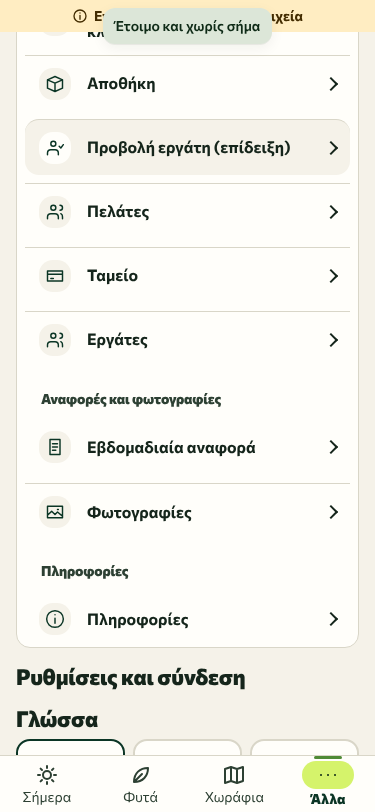 Έτοιμο και χωρίς σήμα
Αποθήκη
Προβολή εργάτη (επίδειξη)
Πελάτες
Ταμείο
Εργάτες
Αναφορές και φωτογραφίες
Εβδομαδιαία αναφορά
Φωτογραφίες
Πληροφορίες
Πληροφορίες
Ρυθμίσεις και σύνδεση
Γλώσσα
Σήμερα
Φυτά
Χωράφια
Άλλα